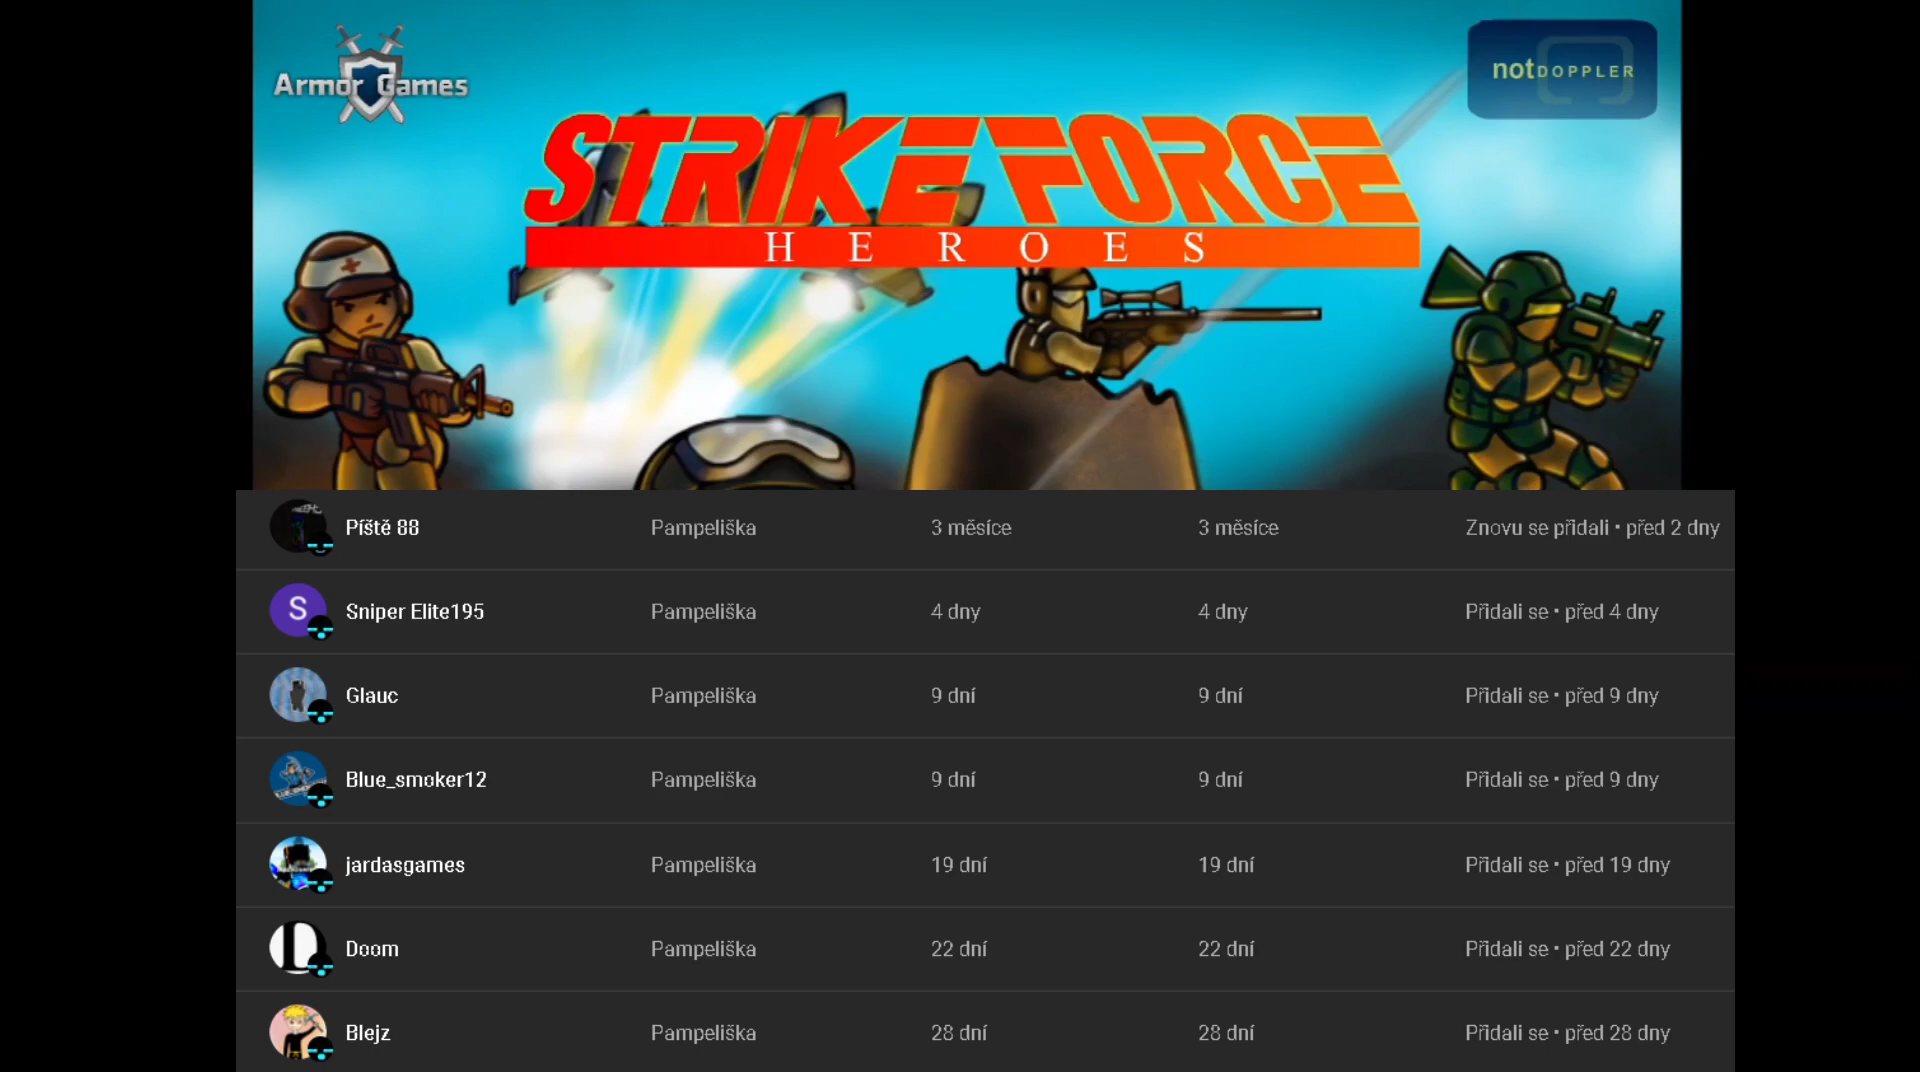 Armor Games
notDOPPLER
STRIKE FORCE
HEROES
Píště 88 Pampeliška 3 měsíce 3 měsíce Znovu se přidali • před 2 dny
S Sniper Elite195 Pampeliška 4 dny 4 dny Přidali se • před 4 dny
Glauc Pampeliška 9 dní 9 dní Přidali se • před 9 dny
Blue_smoker12 Pampeliška 9 dní 9 dní Přidali se • před 9 dny
jardasgames Pampeliška 19 dní 19 dní Přidali se • před 19 dny
D Doom Pampeliška 22 dní 22 dní Přidali se • před 22 dny
Blejz Pampeliška 28 dní 28 dní Přidali se • před 28 dny